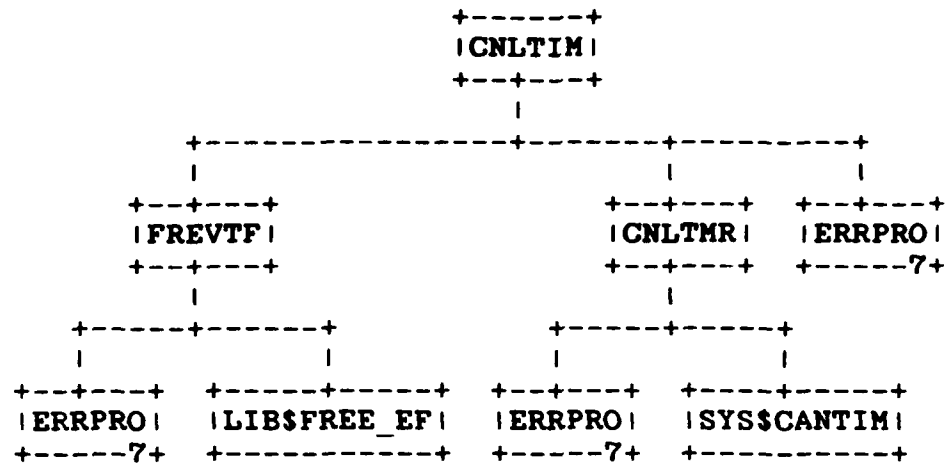 CNLTIM
FREVTF CNLTMR ERRPRO
7
ERRPRO LIB$FREE_EF ERRPRO SYS$CANTIM
7 7